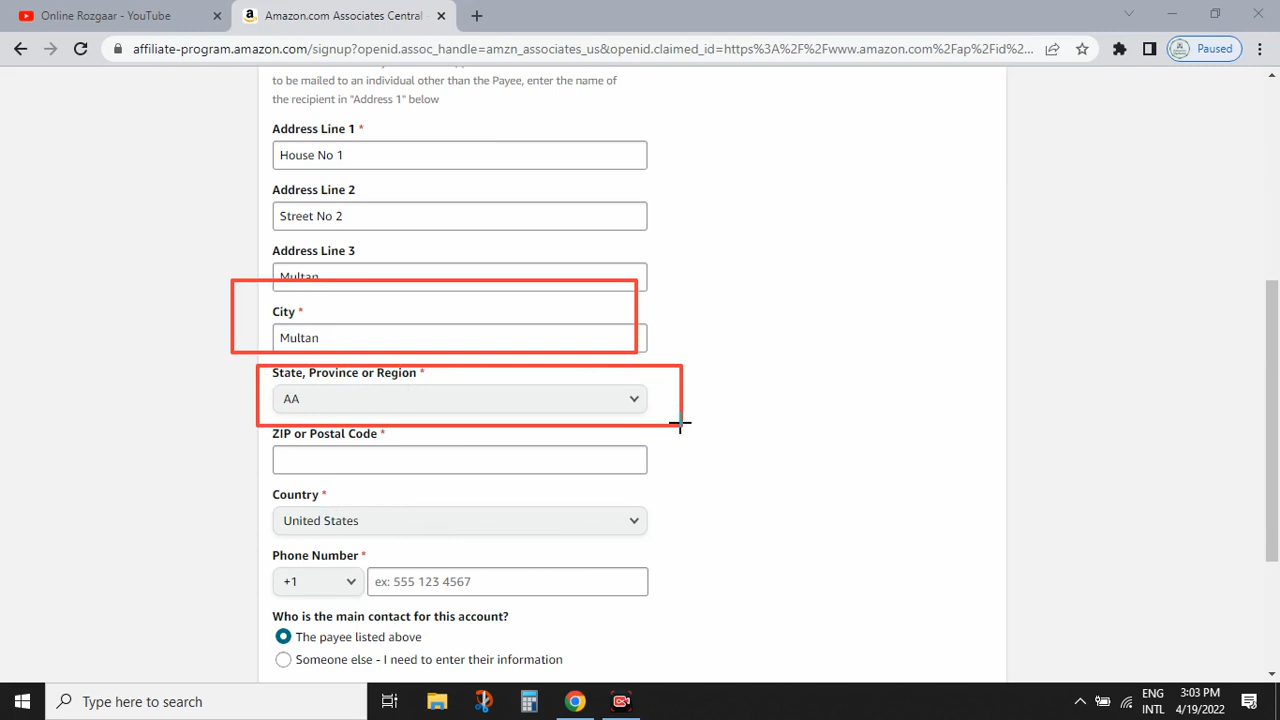 Online Rozgaar - YouTube
Amazon.com Associates Central -
affiliate-program.amazon.com/signup?openid.assoc_handle=amzn_associates_us&openid.claimed_id=https%3A%2F%2Fwww.amazon.com%2Fap%2Fid%2...
Paused
to be mailed to an individual other than the Payee, enter the name of
the recipient in "Address 1" below
Address Line 1 *
House No 1
Address Line 2
Street No 2
Address Line 3
Multan
City *
Multan
State, Province or Region *
AA
ZIP or Postal Code *
Country *
United States
Phone Number *
+1
ex: 555 123 4567
Who is the main contact for this account?
The payee listed above
Someone else - I need to enter their information
Type here to search
ENG
INTL
3:03 PM
4/19/2022